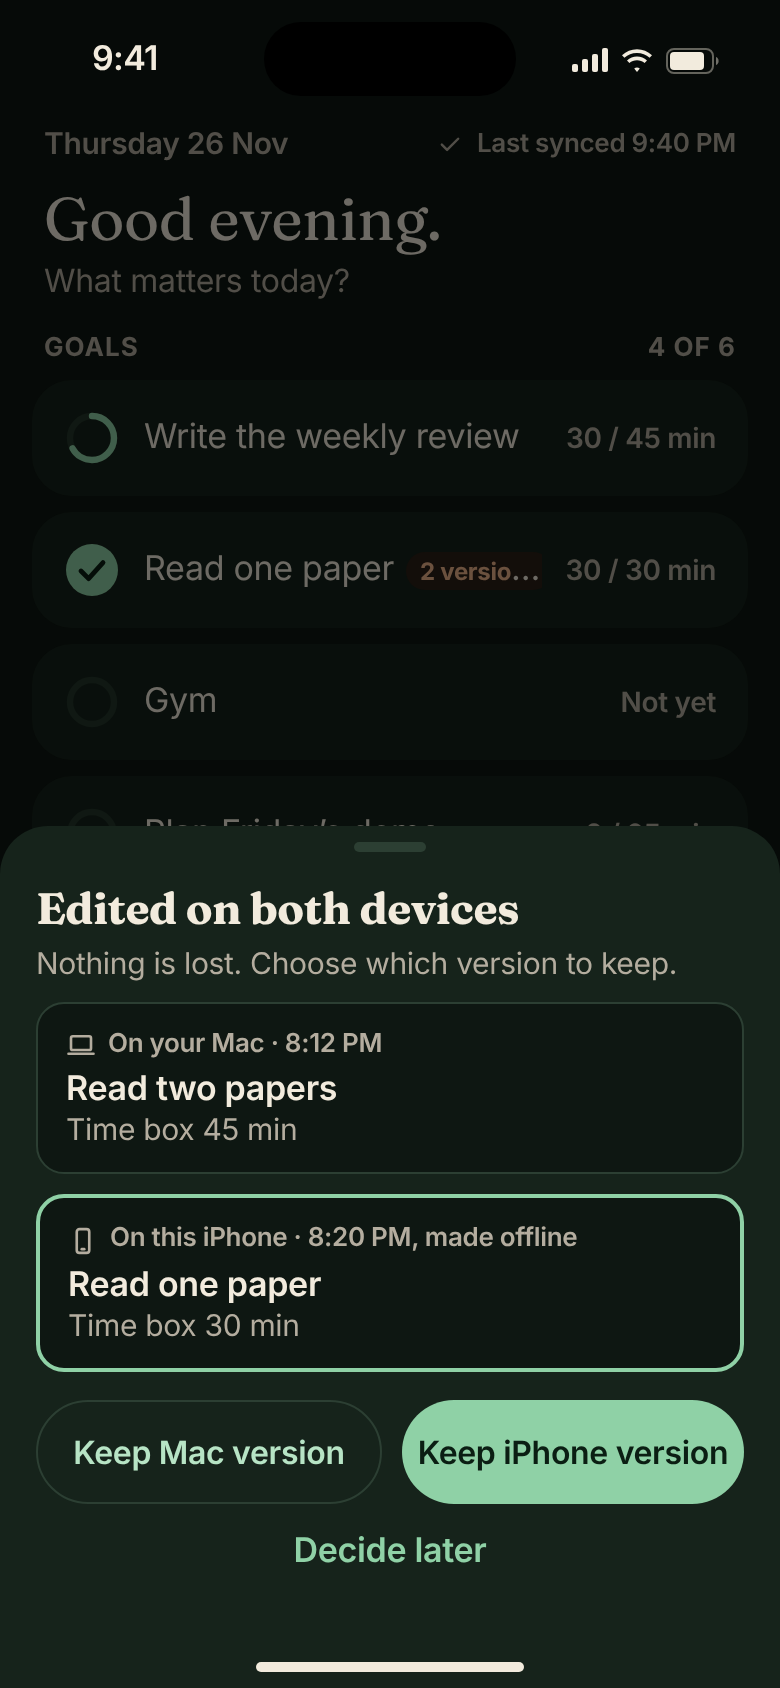 9:41
Thursday 26 Nov
Last synced 9:40 PM
Good evening.
What matters today?
GOALS
4 OF 6
Write the weekly review
30 / 45 min
Read one paper
2 versio...
30 / 30 min
Gym
Not yet
Edited on both devices
Nothing is lost. Choose which version to keep.
On your Mac · 8:12 PM
Read two papers
Time box 45 min
On this iPhone · 8:20 PM, made offline
Read one paper
Time box 30 min
Keep Mac version
Keep iPhone version
Decide later